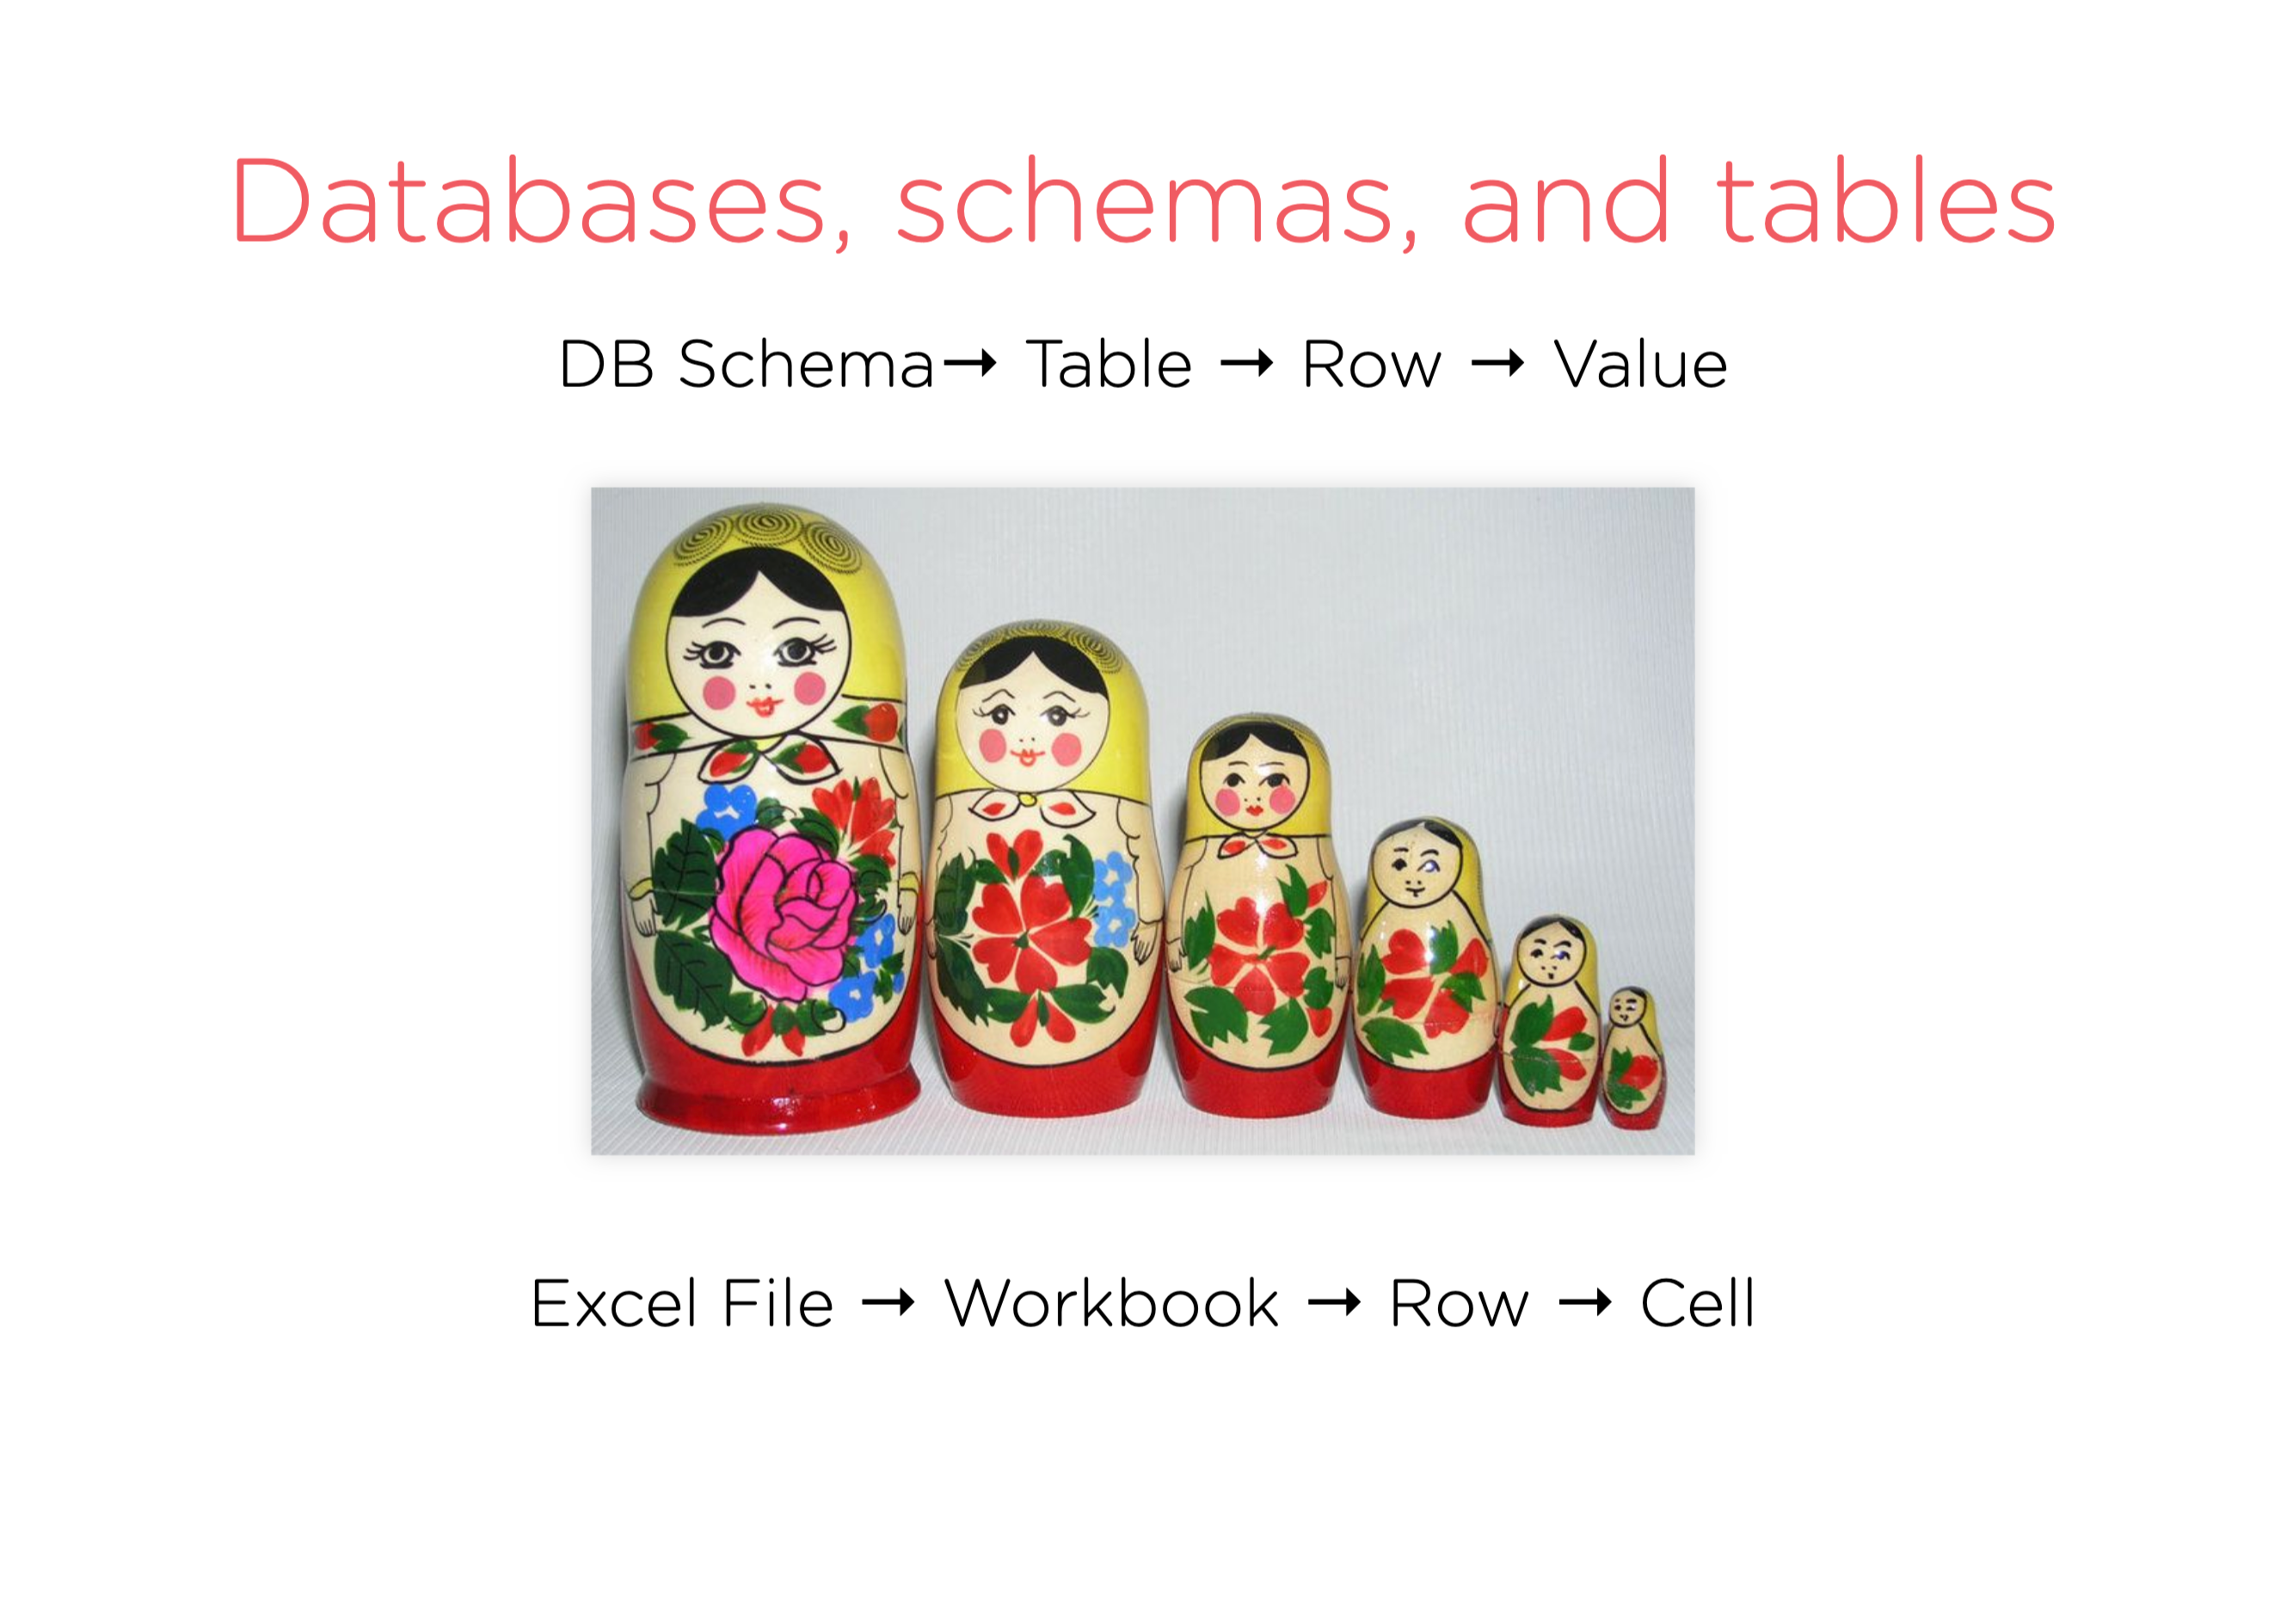 Databases, schemas, and tables
DB Schema→ Table → Row → Value
Excel File → Workbook → Row → Cell